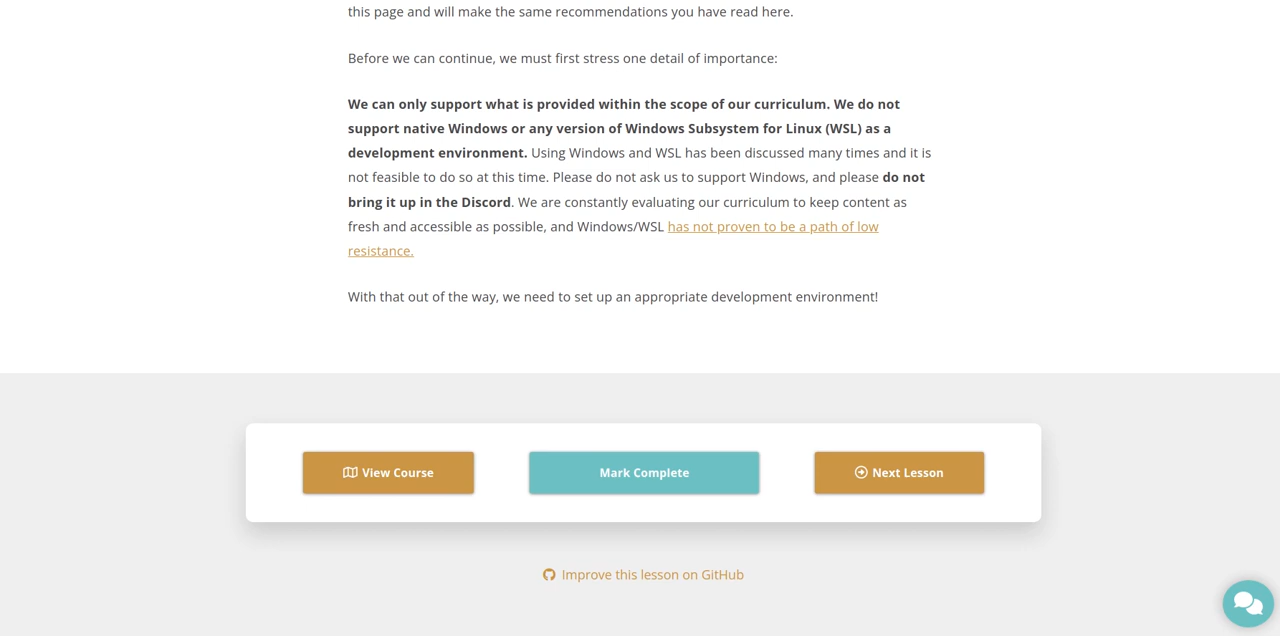 this page and will make the same recommendations you have read here.
Before we can continue, we must first stress one detail of importance:
We can only support what is provided within the scope of our curriculum. We do not
support native Windows or any version of Windows Subsystem for Linux (WSL) as a
development environment. Using Windows and WSL has been discussed many times and it is
not feasible to do so at this time. Please do not ask us to support Windows, and please do not
bring it up in the Discord. We are constantly evaluating our curriculum to keep content as
fresh and accessible as possible, and Windows/WSL has not proven to be a path of low
resistance.
With that out of the way, we need to set up an appropriate development environment!
View Course
Mark Complete
Next Lesson
Improve this lesson on GitHub